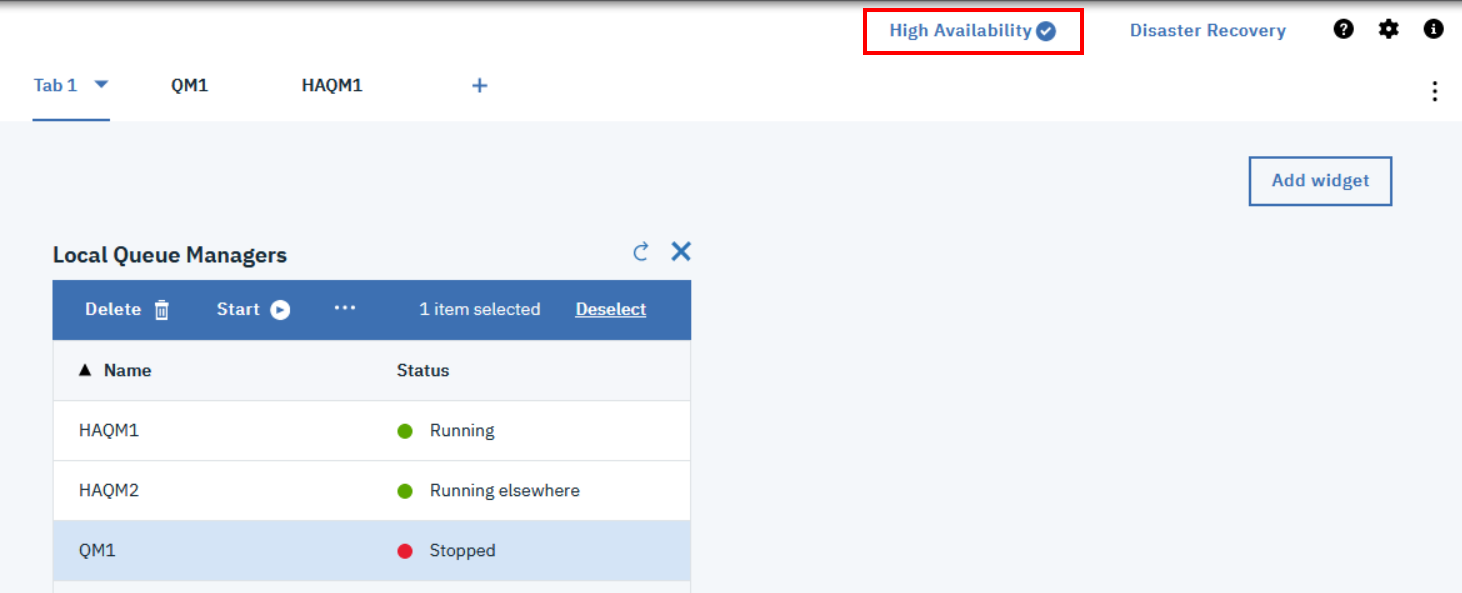 High Availability Disaster Recovery
Tab 1 QM1 HAQM1 +
Add widget
Local Queue Managers
Delete Start ... 1 item selected Deselect
Name Status
HAQM1 Running
HAQM2 Running elsewhere
QM1 Stopped